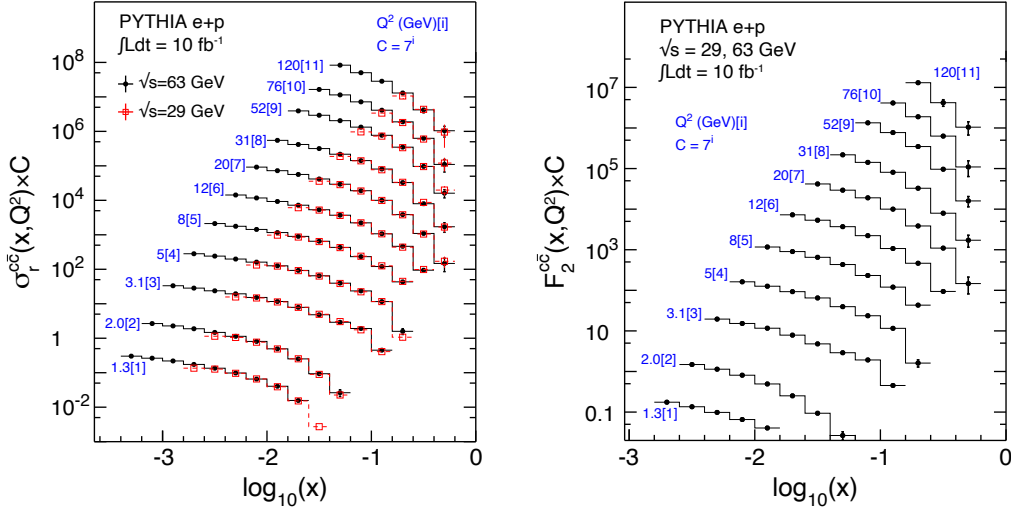 PYTHIA e+p
∫Ldt = 10 fb⁻¹
√s=63 GeV
√s=29 GeV
Q² (GeV)[i]
C = 7ⁱ
120[11]
76[10]
52[9]
31[8]
20[7]
12[6]
8[5]
5[4]
3.1[3]
2.0[2]
1.3[1]
10⁸
10⁶
10⁴
10²
1
10⁻²
σᵣᶜᶜ̄(x,Q²)×C
-3 -2 -1 0
log₁₀(x)
PYTHIA e+p
√s = 29, 63 GeV
∫Ldt = 10 fb⁻¹
Q² (GeV)[i]
C = 7ⁱ
120[11]
76[10]
52[9]
31[8]
20[7]
12[6]
8[5]
5[4]
3.1[3]
2.0[2]
1.3[1]
10⁷
10⁵
10³
10
0.1
F₂ᶜᶜ̄(x,Q²)×C
-3 -2 -1 0
log₁₀(x)